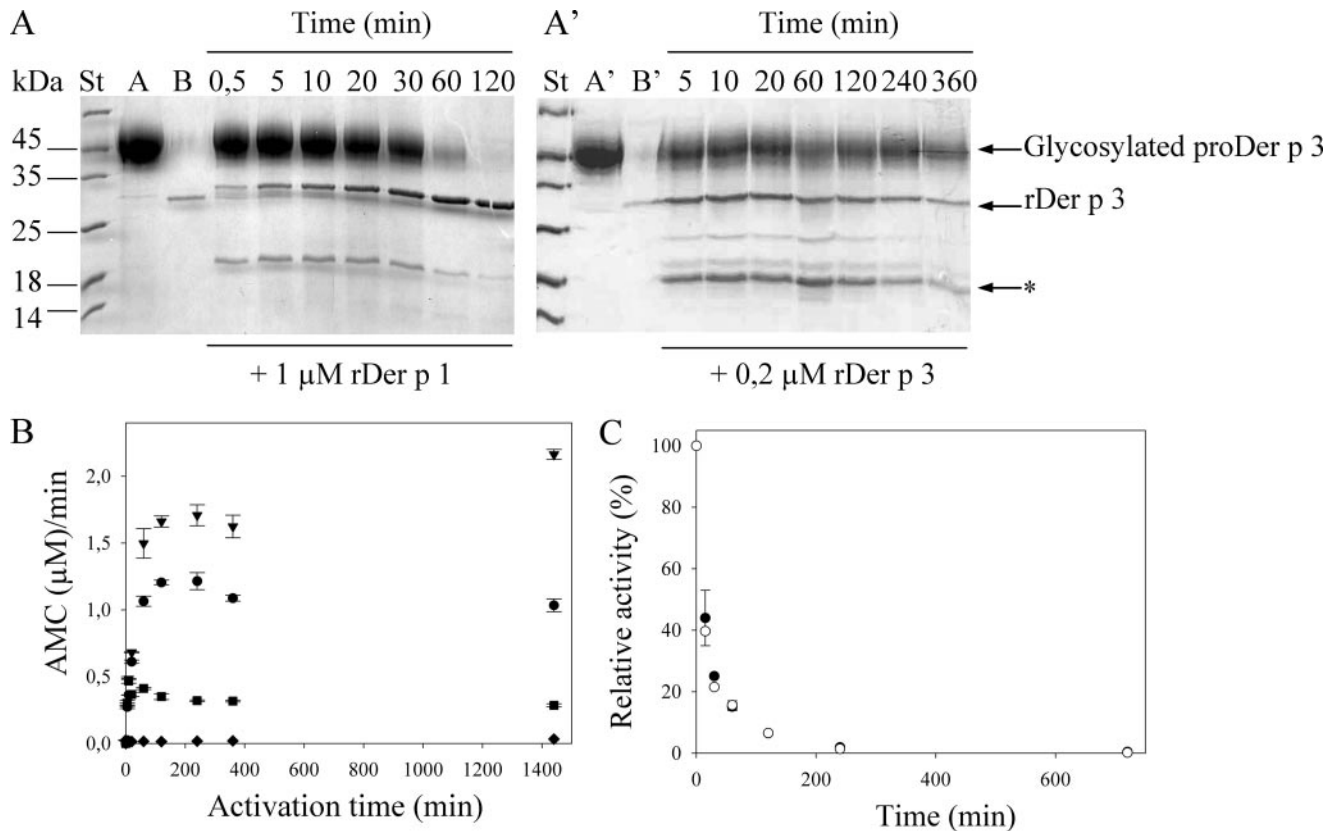 A
Time (min)
kDa St A B 0,5 5 10 20 30 60 120
45
35
25
18
14
+ 1 μM rDer p 1
A’
Time (min)
St A’ B’ 5 10 20 60 120 240 360
Glycosylated proDer p 3
rDer p 3
*
+ 0,2 μM rDer p 3
B
AMC (μM)/min
2,0
1,5
1,0
0,5
0,0
0 200 400 600 800 1000 1200 1400
Activation time (min)
C
Relative activity (%)
100
80
60
40
20
0
0 200 400 600
Time (min)